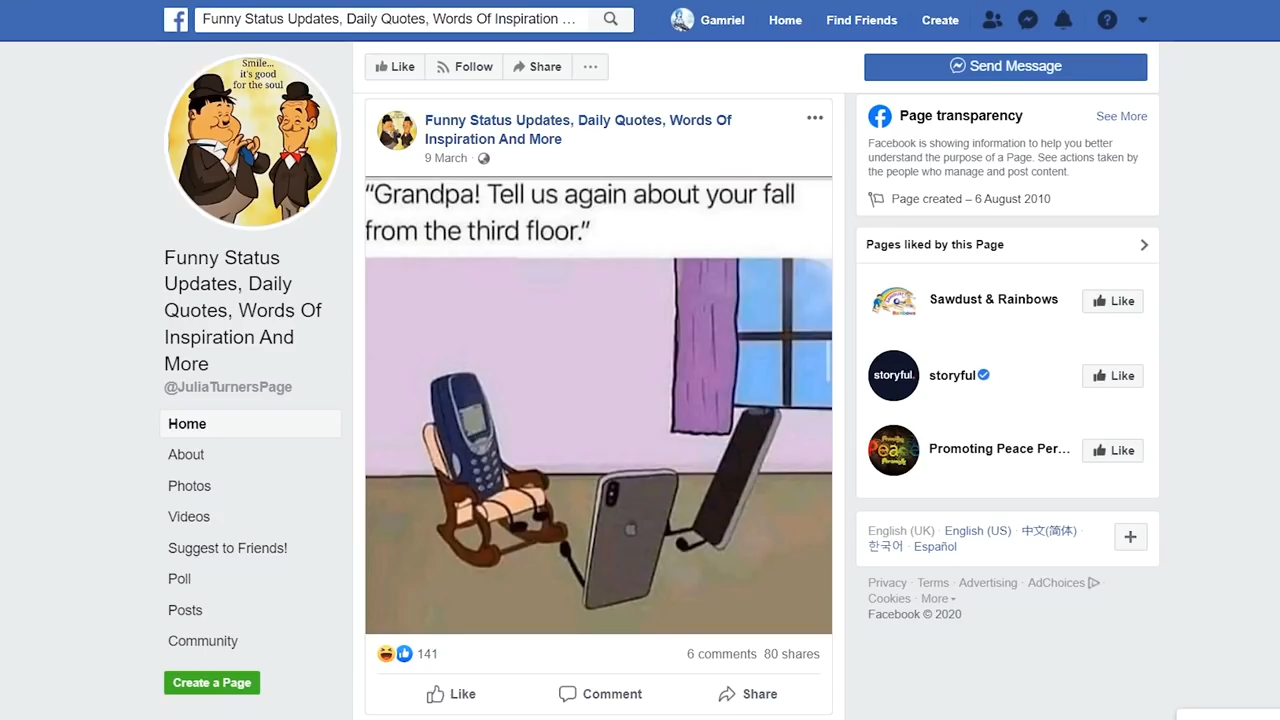 Funny Status Updates, Daily Quotes, Words Of Inspiration ...
Gamriel
Home
Find Friends
Create
Smile...
it's good
for the soul
Funny Status
Updates, Daily
Quotes, Words Of
Inspiration And
More
@JuliaTurnersPage
Home
About
Photos
Videos
Suggest to Friends!
Poll
Posts
Community
Create a Page
Like
Follow
Share
...
Send Message
Funny Status Updates, Daily Quotes, Words Of
Inspiration And More
9 March ·
“Grandpa! Tell us again about your fall
from the third floor.”
141
6 comments 80 shares
Like
Comment
Share
Page transparency
See More
Facebook is showing information to help you better
understand the purpose of a Page. See actions taken by
the people who manage and post content.
Page created – 6 August 2010
Pages liked by this Page
Sawdust & Rainbows
Like
storyful.
storyful
Like
Promoting Peace Per...
Like
English (UK) · English (US) · 中文(简体) ·
한국어 · Español
Privacy · Terms · Advertising · AdChoices ·
Cookies · More
Facebook © 2020